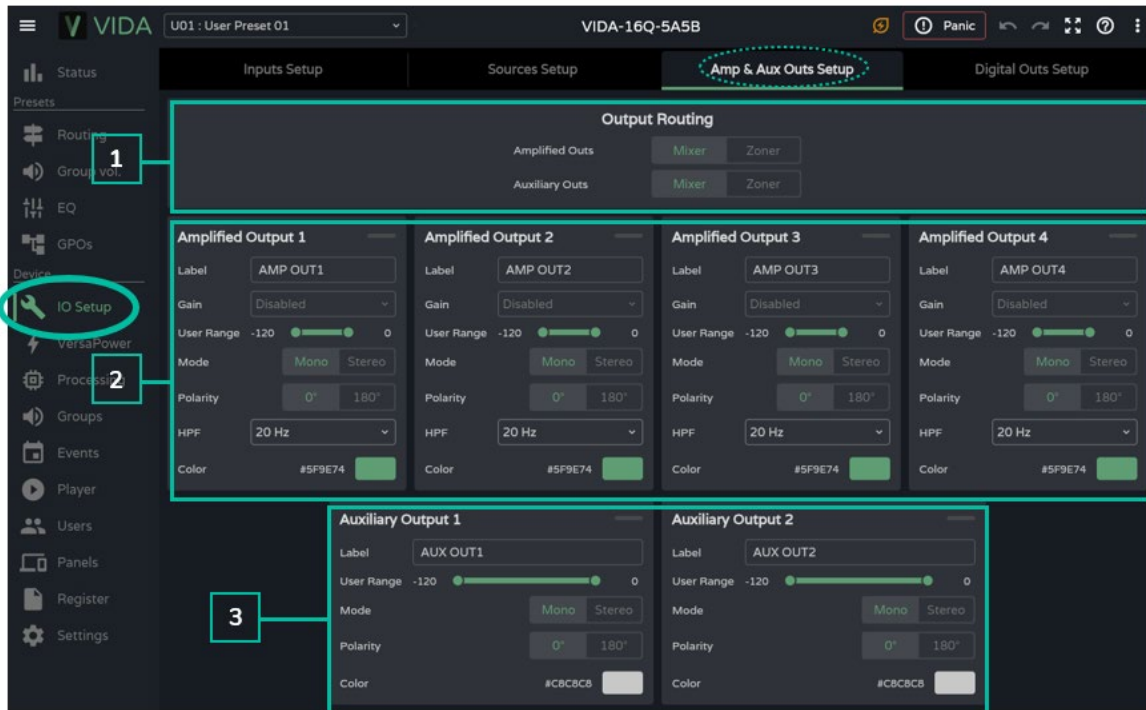 VIDA
U01 : User Preset 01
VIDA-16Q-5A5B
Panic
Status
Presets
Routing
Group vol.
EQ
GPOs
Device
IO Setup
VersaPower
Processing
Groups
Events
Player
Users
Panels
Register
Settings
Inputs Setup
Sources Setup
Amp & Aux Outs Setup
Digital Outs Setup
1
Output Routing
Amplified Outs Mixer Zoner
Auxiliary Outs Mixer Zoner
2
Amplified Output 1
Label AMP OUT1
Gain Disabled
User Range -120 0
Mode Mono Stereo
Polarity 0° 180°
HPF 20 Hz
Color #5F9E74
Amplified Output 2
Label AMP OUT2
Gain Disabled
User Range -120 0
Mode Mono Stereo
Polarity 0° 180°
HPF 20 Hz
Color #5F9E74
Amplified Output 3
Label AMP OUT3
Gain Disabled
User Range -120 0
Mode Mono Stereo
Polarity 0° 180°
HPF 20 Hz
Color #5F9E74
Amplified Output 4
Label AMP OUT4
Gain Disabled
User Range -120 0
Mode Mono Stereo
Polarity 0° 180°
HPF 20 Hz
Color #5F9E74
3
Auxiliary Output 1
Label AUX OUT1
User Range -120 0
Mode Mono Stereo
Polarity 0° 180°
Color #C8C8C8
Auxiliary Output 2
Label AUX OUT2
User Range -120 0
Mode Mono Stereo
Polarity 0° 180°
Color #C8C8C8